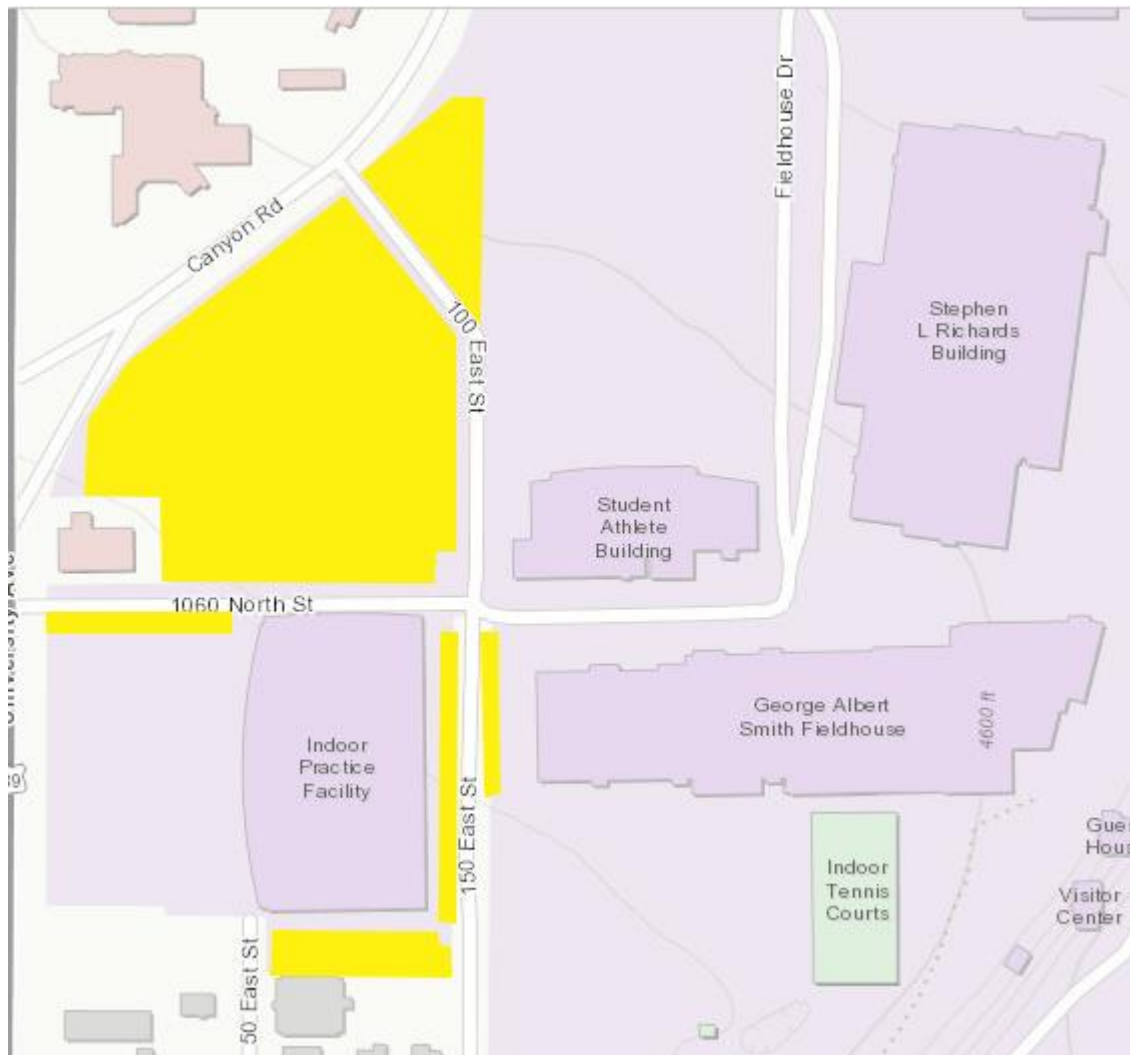 Canyon Rd
Fieldhouse Dr
100 East St
Stephen
L Richards
Building
Student
Athlete
Building
1060 North St
George Albert
Smith Fieldhouse
4600 ft
Indoor
Practice
Facility
150 East St
Indoor
Tennis
Courts
Visitor
Center
50 East St